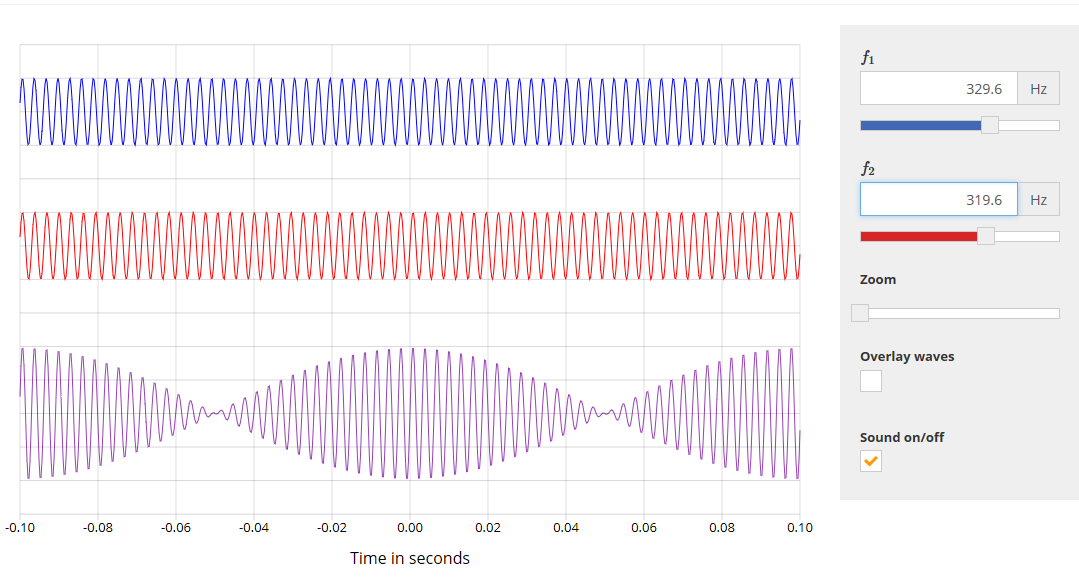 f₁
329.6 Hz
f₂
319.6 Hz
Zoom
Overlay waves
Sound on/off
-0.10 -0.08 -0.06 -0.04 -0.02 0.00 0.02 0.04 0.06 0.08 0.10
Time in seconds